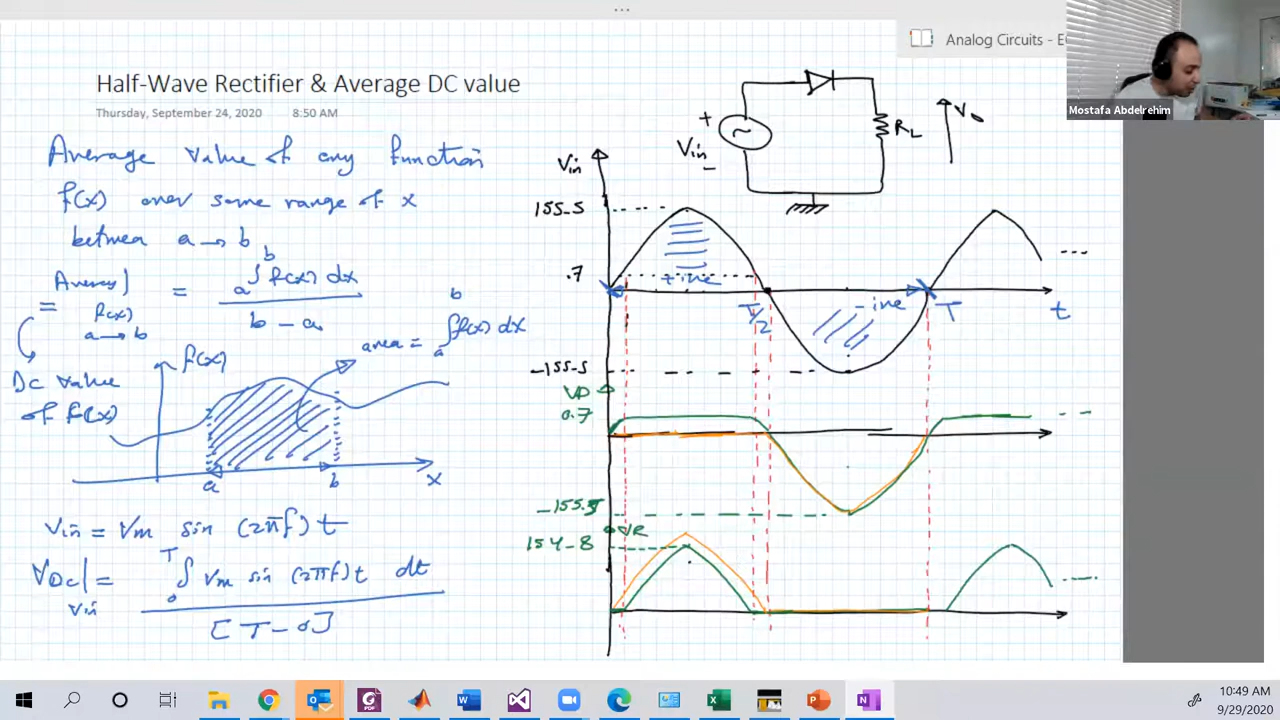 Analog Circuits - E
Mostafa Abdelrehim
Half-Wave Rectifier & Average DC value
Thursday, September 24, 2020 8:50 AM
Average value of any function
f(x) over some range of x
between a → b
Average| f(x) a → b = a∫b f(x) dx / b - a
=
DC value
of f(x)
area = a∫b f(x) dx
f(x)
a b x
Vin = Vm sin (2πf) t
VDC| Vin = 0∫T Vm sin (2πf) t dt
[T - 0]
+
Vin
-
~
RL
Vo
Vin
155.5
.7
+ive
T/2
-ive
T
t
...
-155.5
VD
0.7
-155.5
VR
154.8
10:49 AM
9/29/2020